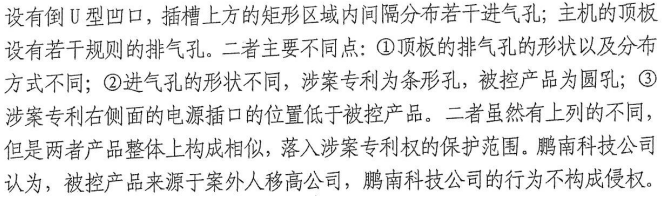 设有倒U型凹口，插槽上方的矩形区域内间隔分布若干进气孔；主机的顶板
设有若干规则的排气孔。二者主要不同点：①顶板的排气孔的形状以及分布
方式不同；②进气孔的形状不同，涉案专利为条形孔，被控产品为圆乳；③
涉案专利右侧面的电源插口的位置低于被控产品。二者虽然有上列的不同，
但是两者产品整体上构成相似，落入涉案专利权的保护范围。鹏南科技公司
认为，被控产品来源于案外人移高公司，鹏南科技公司的行为不构成侵权。